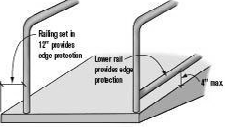 Railing set in
12" provides
edge protection
Lower rail
provides edge
protection
4" max